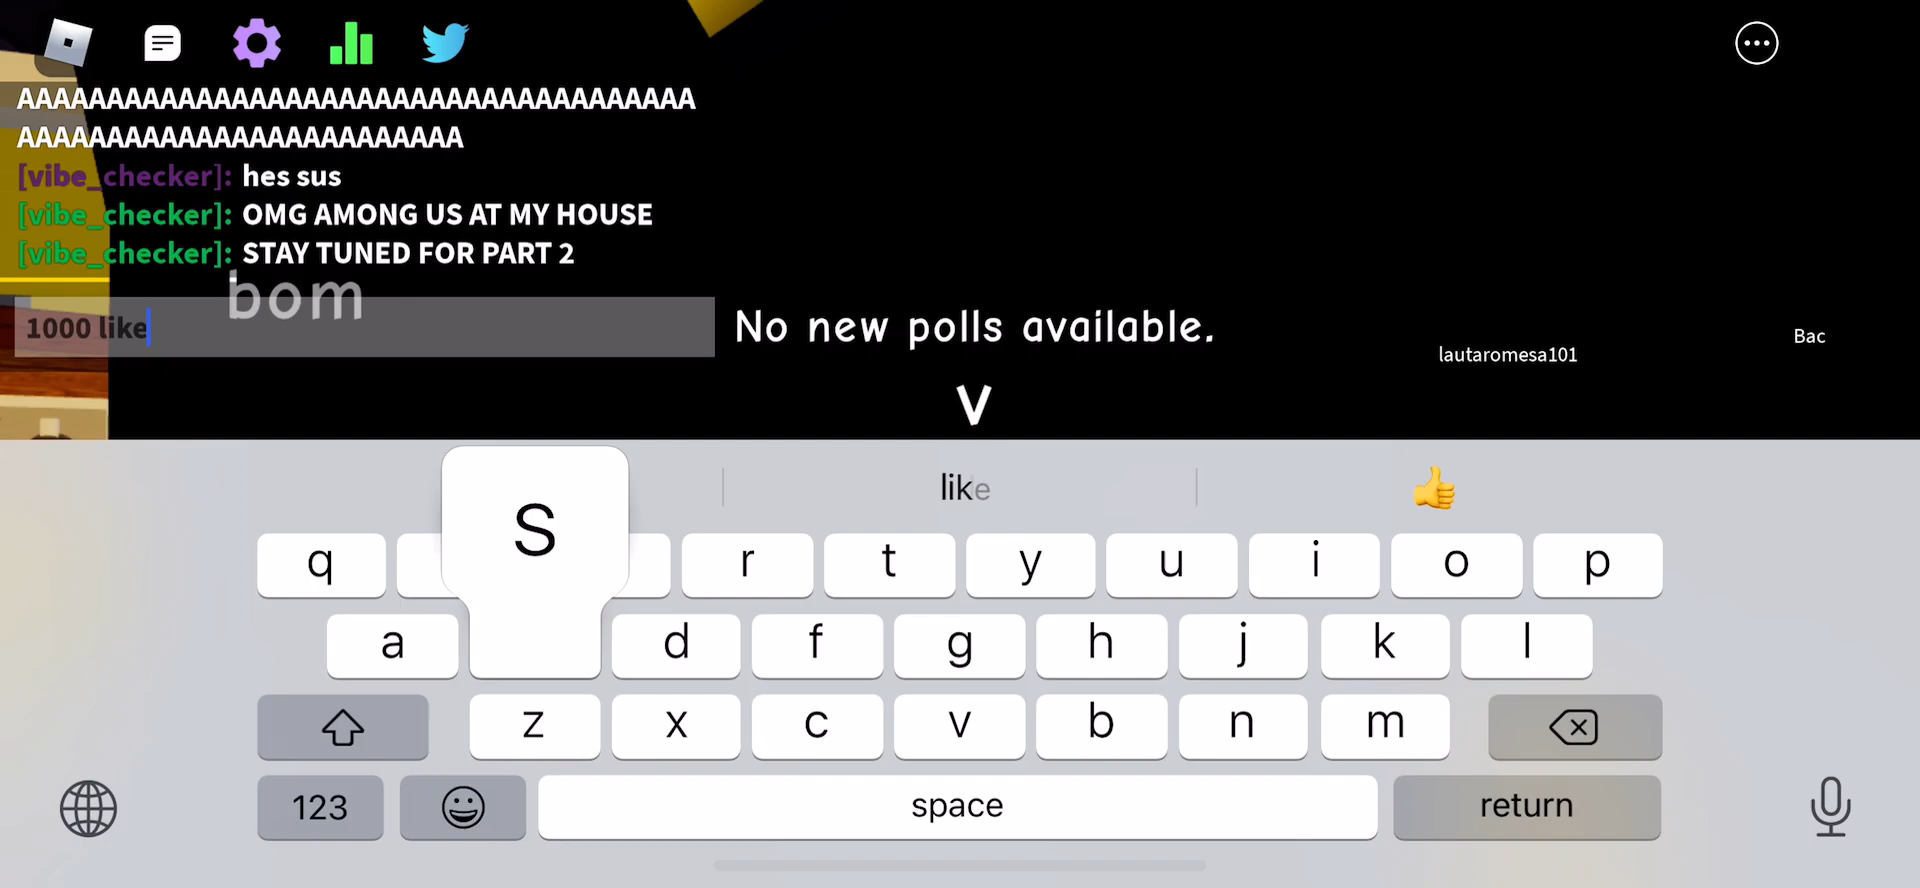 AAAAAAAAAAAAAAAAAAAAAAAAAAAAAAAAAAAAAA
AAAAAAAAAAAAAAAAAAAAAAAAA
[vibe_checker]: hes sus
[vibe_checker]: OMG AMONG US AT MY HOUSE
[vibe_checker]: STAY TUNED FOR PART 2
bom
1000 like
No new polls available.
lautaromesa101
Bac
V
like 👍
S
q r t y u i o p
a d f g h j k l
z x c v b n m
123 space return